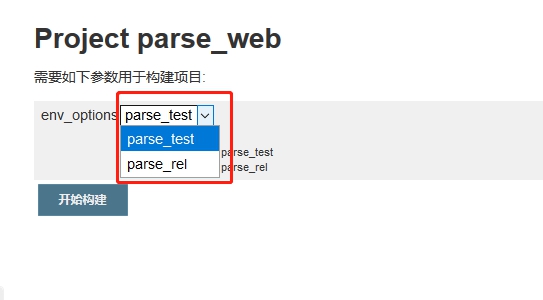 Project parse_web
需要如下参数用于构建项目:
env_options parse_test
parse_test
parse_rel
parse_test
parse_rel
开始构建